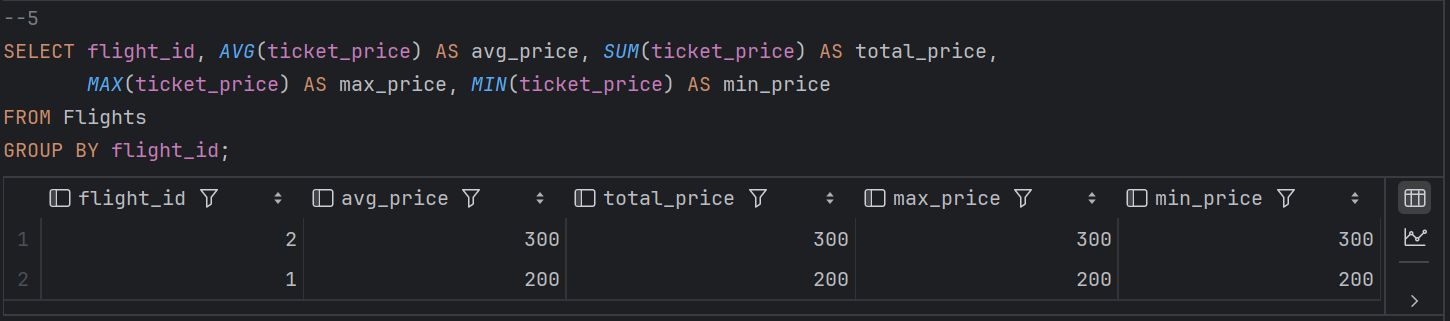 --5
SELECT flight_id, AVG(ticket_price) AS avg_price, SUM(ticket_price) AS total_price,
       MAX(ticket_price) AS max_price, MIN(ticket_price) AS min_price
FROM Flights
GROUP BY flight_id;
flight_id avg_price total_price max_price min_price
1 2 300 300 300 300
2 1 200 200 200 200